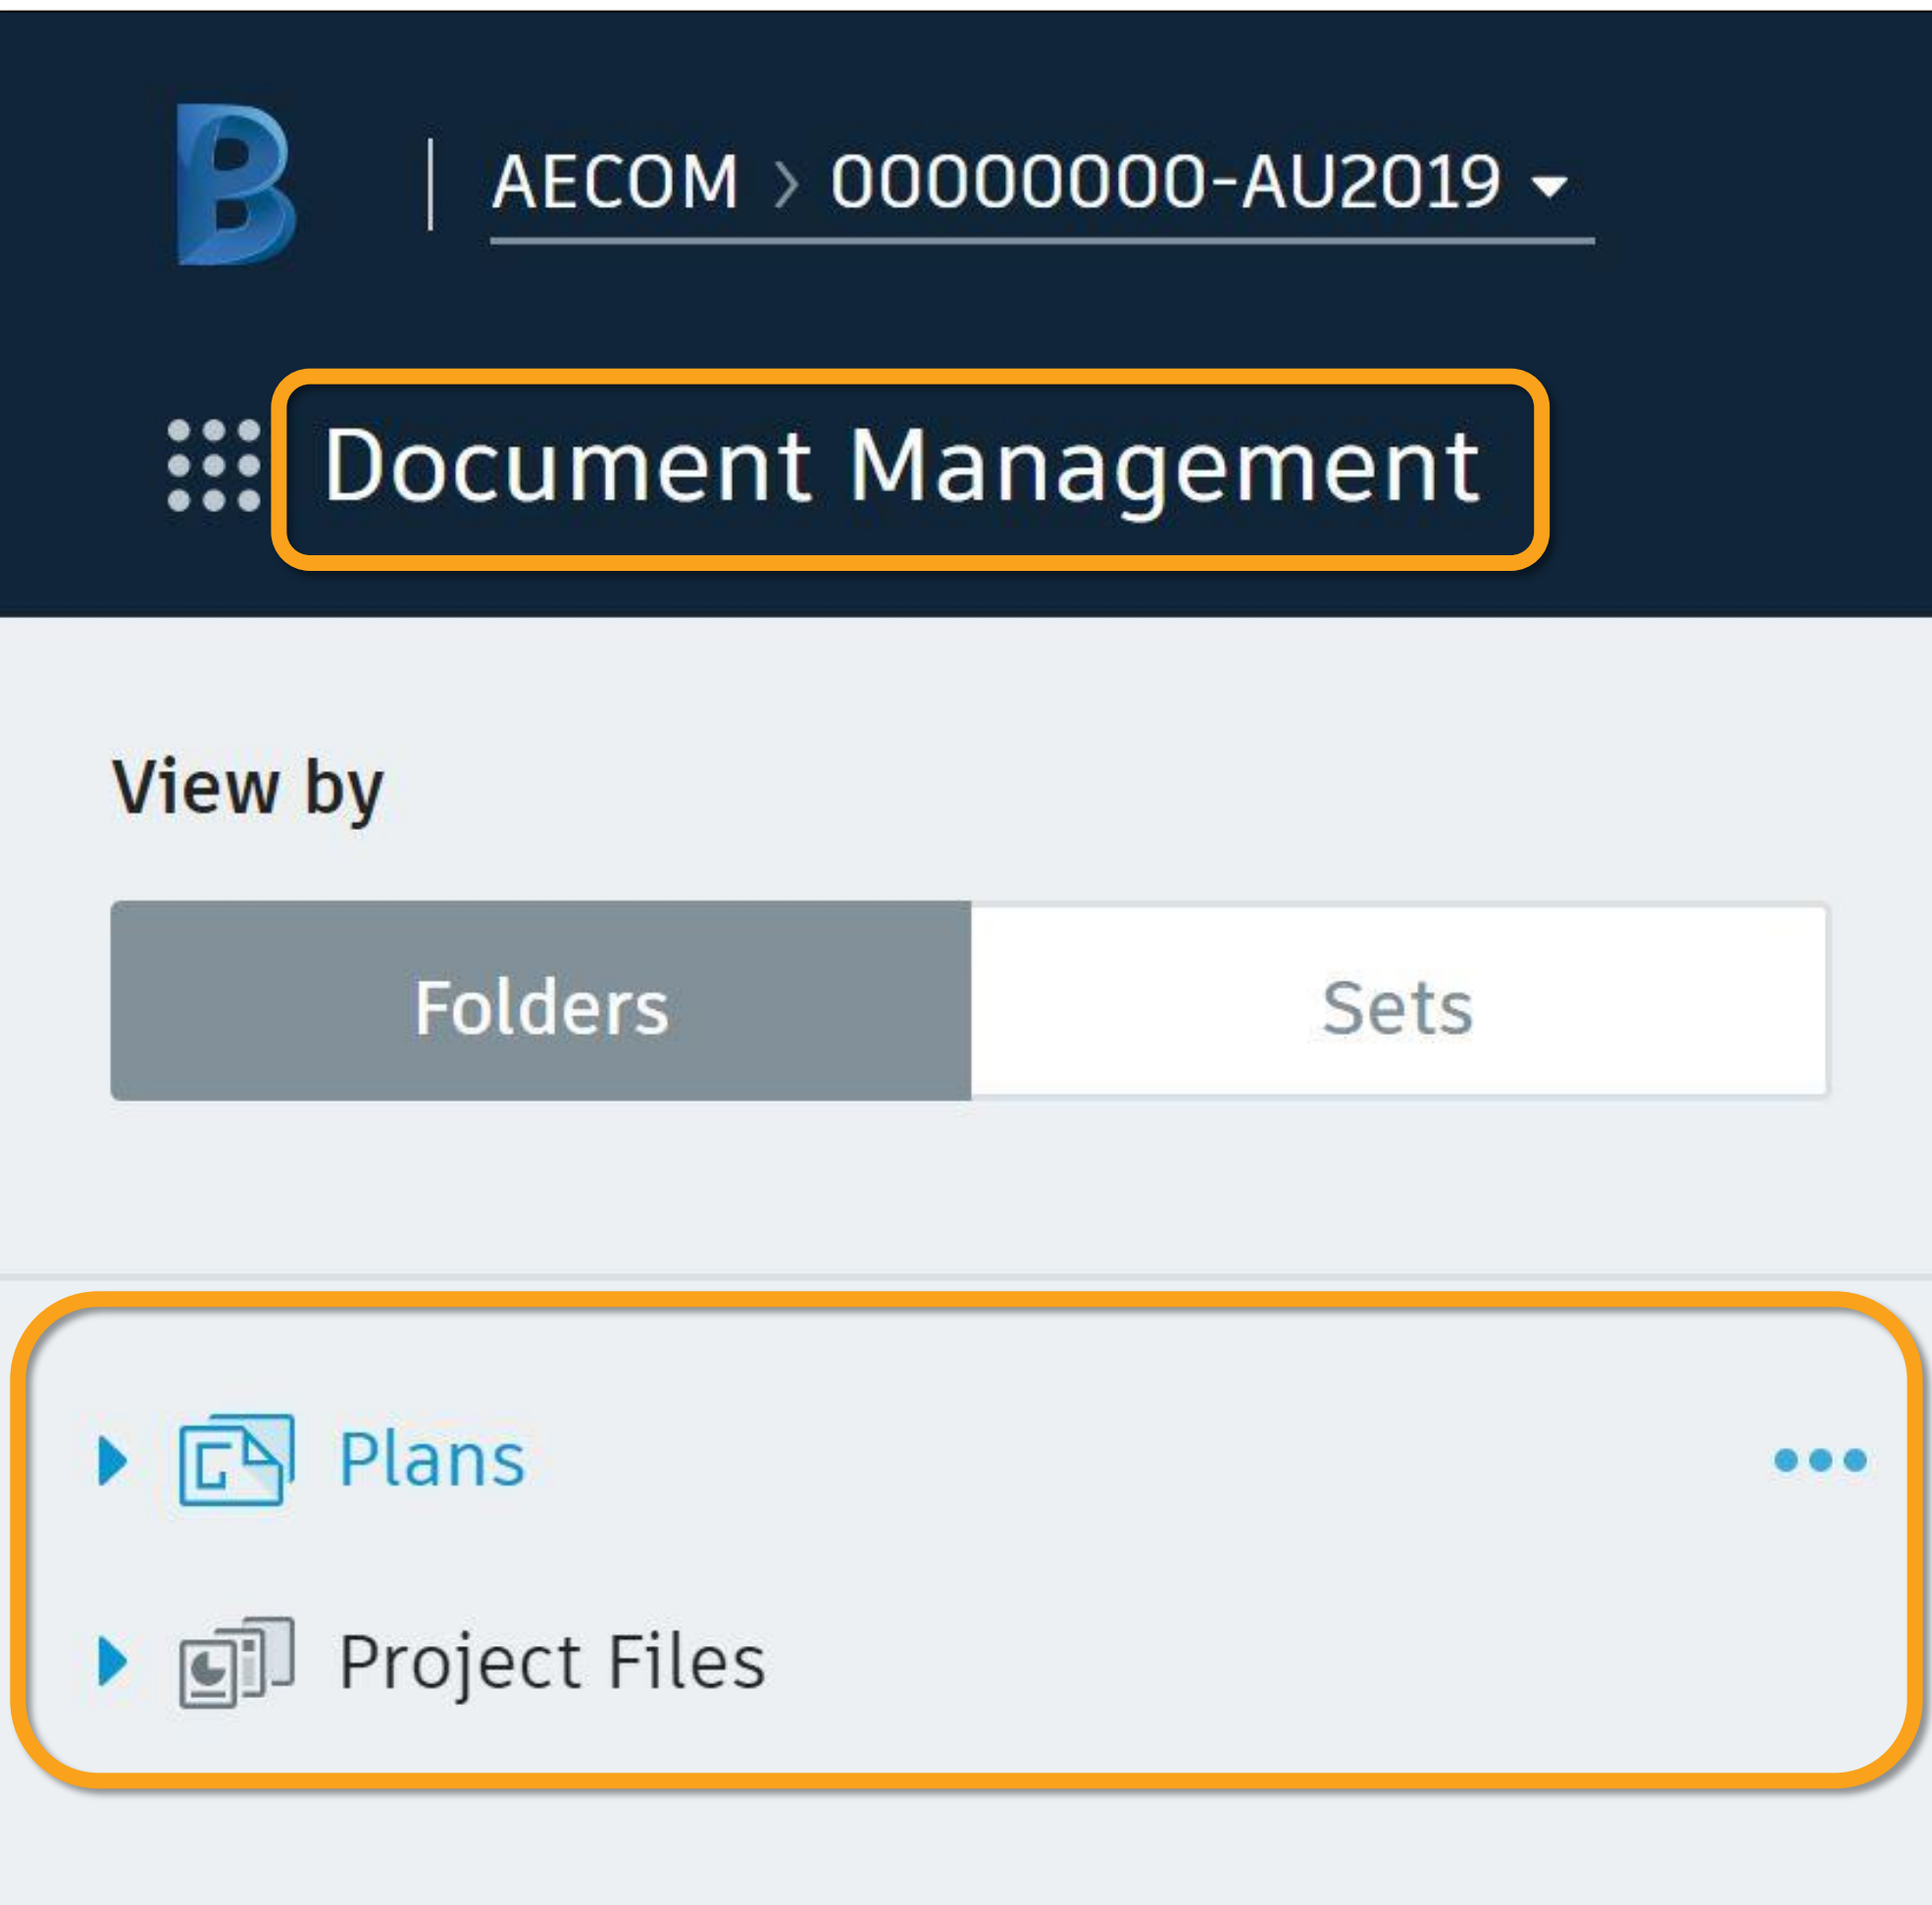 B
AECOM > 00000000-AU2019
Document Management
View by
Folders Sets
Plans
Project Files